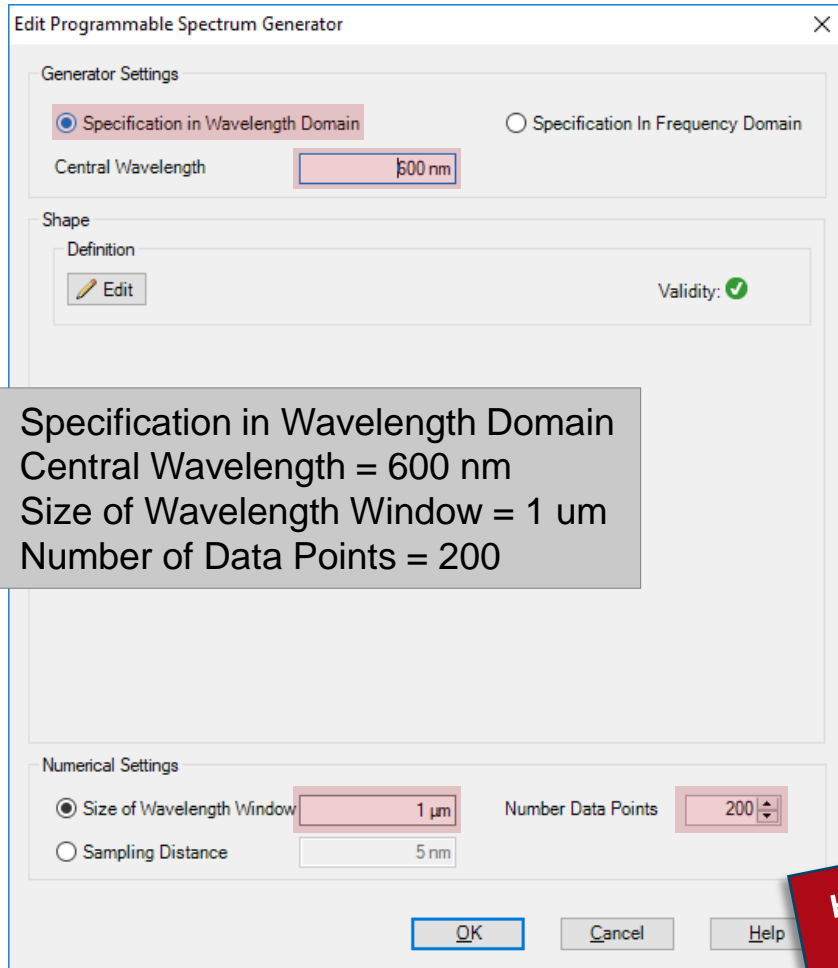 Edit Programmable Spectrum Generator
Generator Settings
Specification in Wavelength Domain
Specification In Frequency Domain
Central Wavelength
600 nm
Shape
Definition
Edit
Validity:
Specification in Wavelength Domain
Central Wavelength = 600 nm
Size of Wavelength Window = 1 um
Number of Data Points = 200
Numerical Settings
Size of Wavelength Window
1 µm
Number Data Points
200
Sampling Distance
5 nm
OK
Cancel
Help